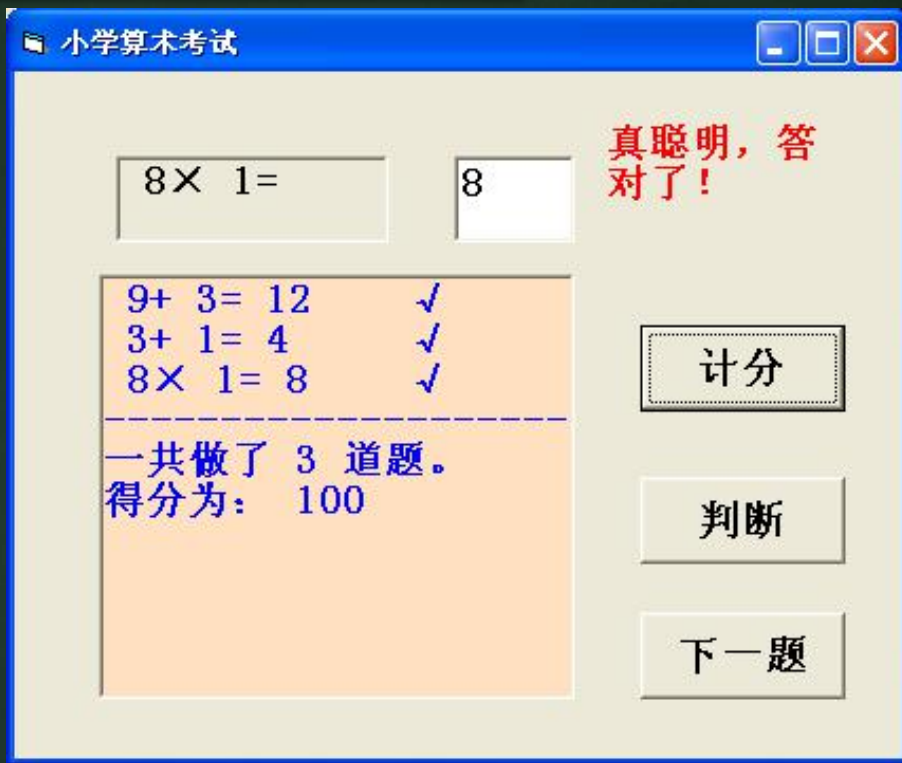 小学算术考试
8× 1=
8
真聪明，答
对了！
9+ 3= 12 √
3+ 1= 4 √
8× 1= 8 √
--------------------
一共做了 3 道题。
得分为： 100
计分
判断
下一题